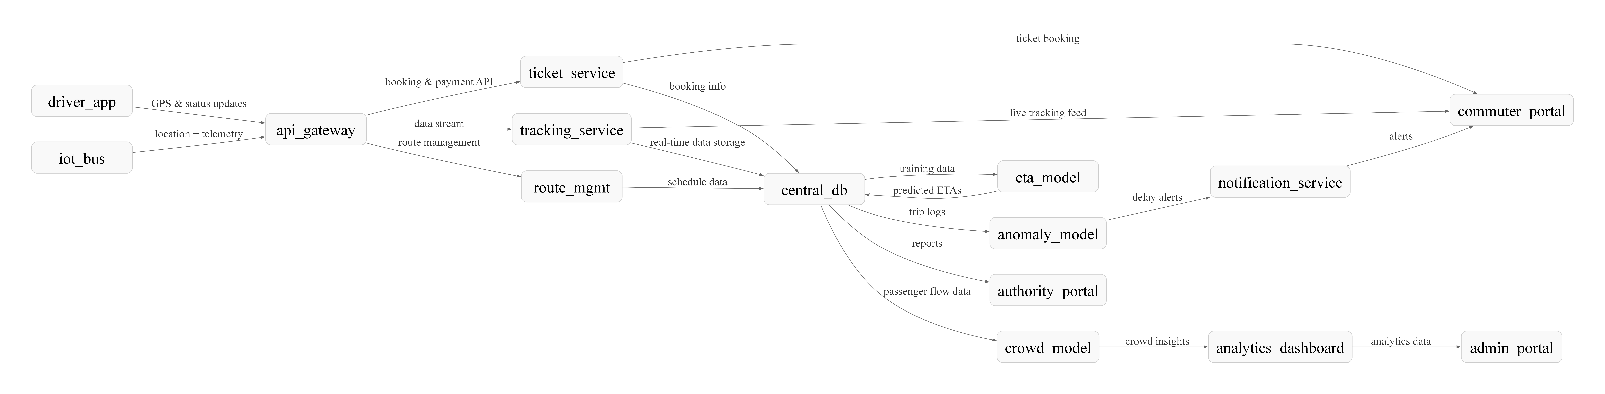 ticket booking
ticket_service
booking & payment API
booking info
driver_app
GPS & status updates
commuter_portal
live tracking feed
api_gateway
data stream
tracking_service
location + telemetry
alerts
route management
real-time data storage
iot_bus
training data
eta_model
notification_service
route_mgmt
schedule data
central_db
predicted ETAs
delay alerts
trip logs
anomaly_model
reports
authority_portal
passenger flow data
crowd_model
crowd insights
analytics_dashboard
analytics data
admin_portal